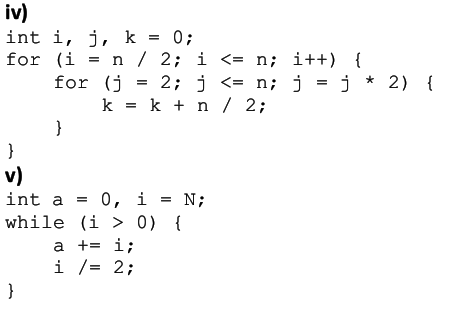 iv)
int i, j, k = 0;
for (i = n / 2; i <= n; i++) {
    for (j = 2; j <= n; j = j * 2) {
        k = k + n / 2;
    }
}
v)
int a = 0, i = N;
while (i > 0) {
    a += i;
    i /= 2;
}